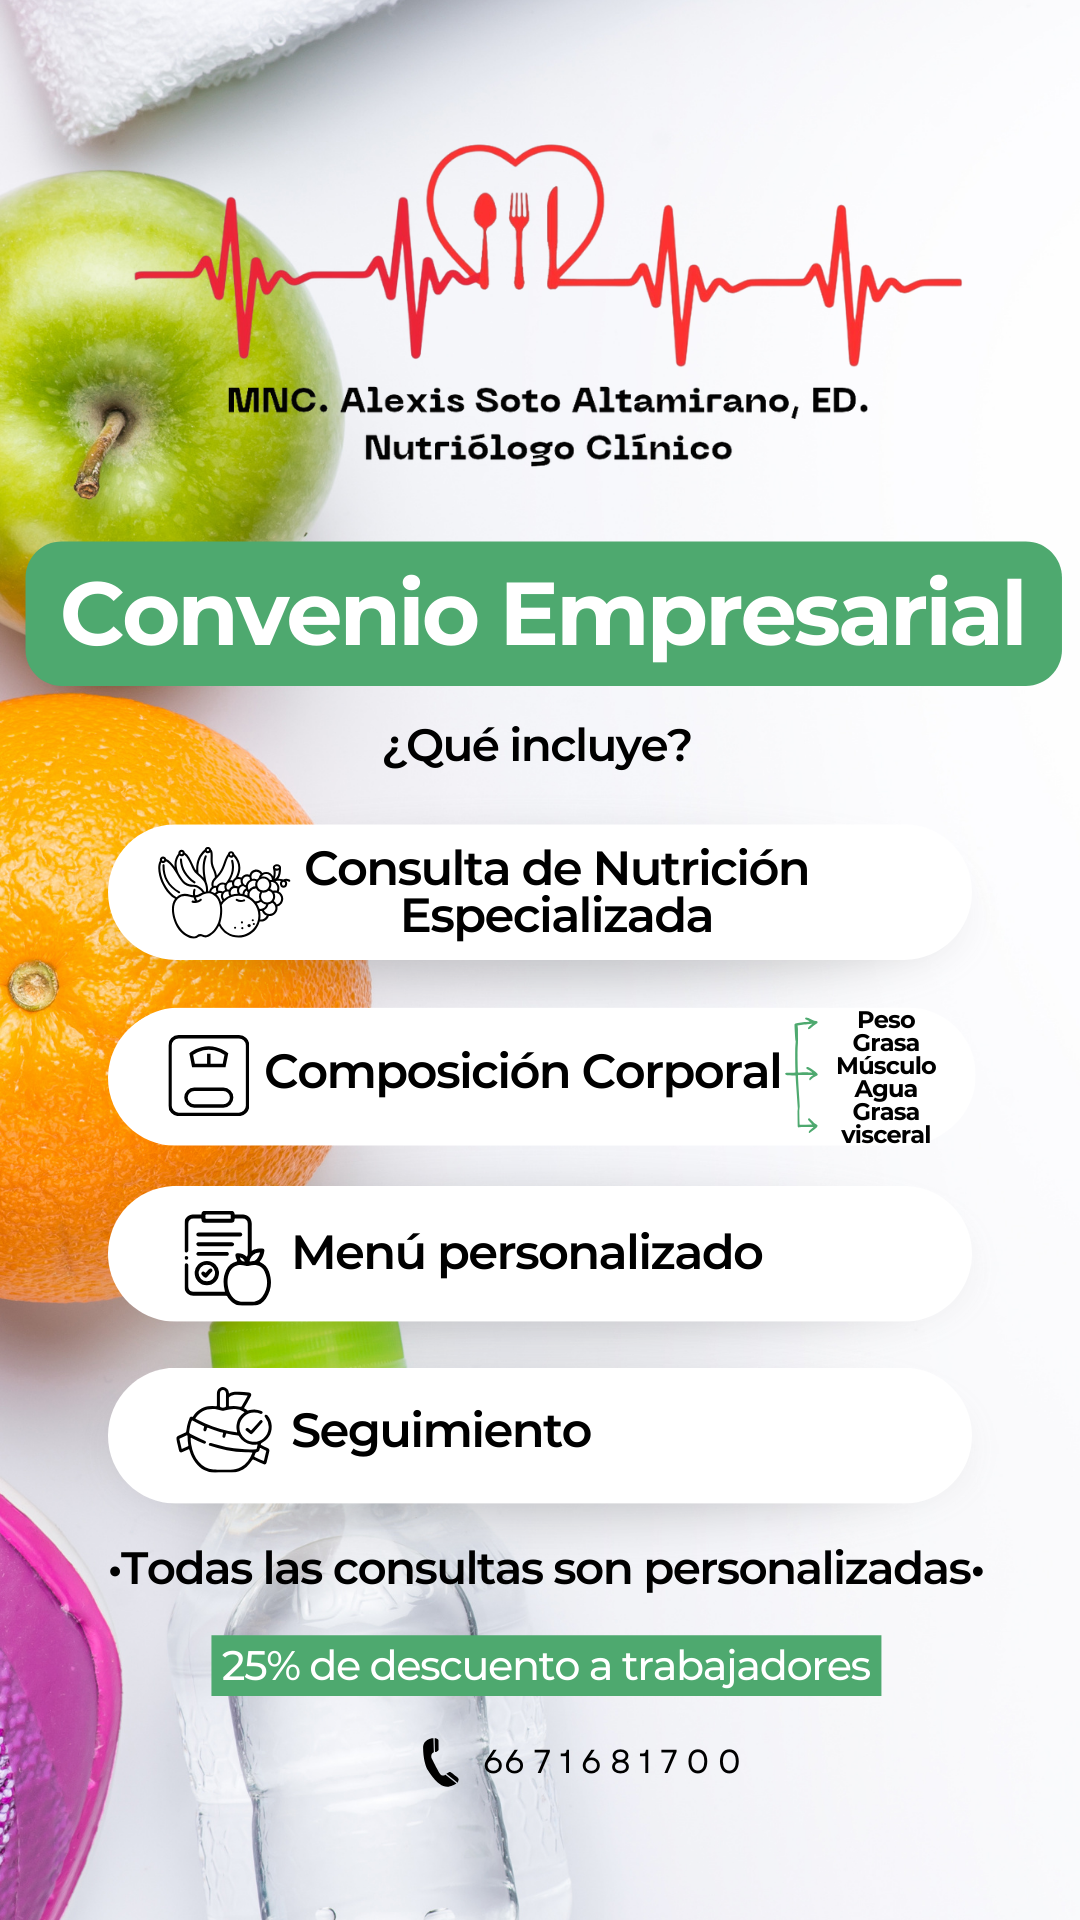 MNC. Alexis Soto Altamirano, ED.
Nutriólogo Clínico
Convenio Empresarial
¿Qué incluye?
Consulta de Nutrición
Especializada
Composición Corporal
Peso
Grasa
Músculo
Agua
Grasa
visceral
Menú personalizado
Seguimiento
•Todas las consultas son personalizadas•
25% de descuento a trabajadores
6671681700